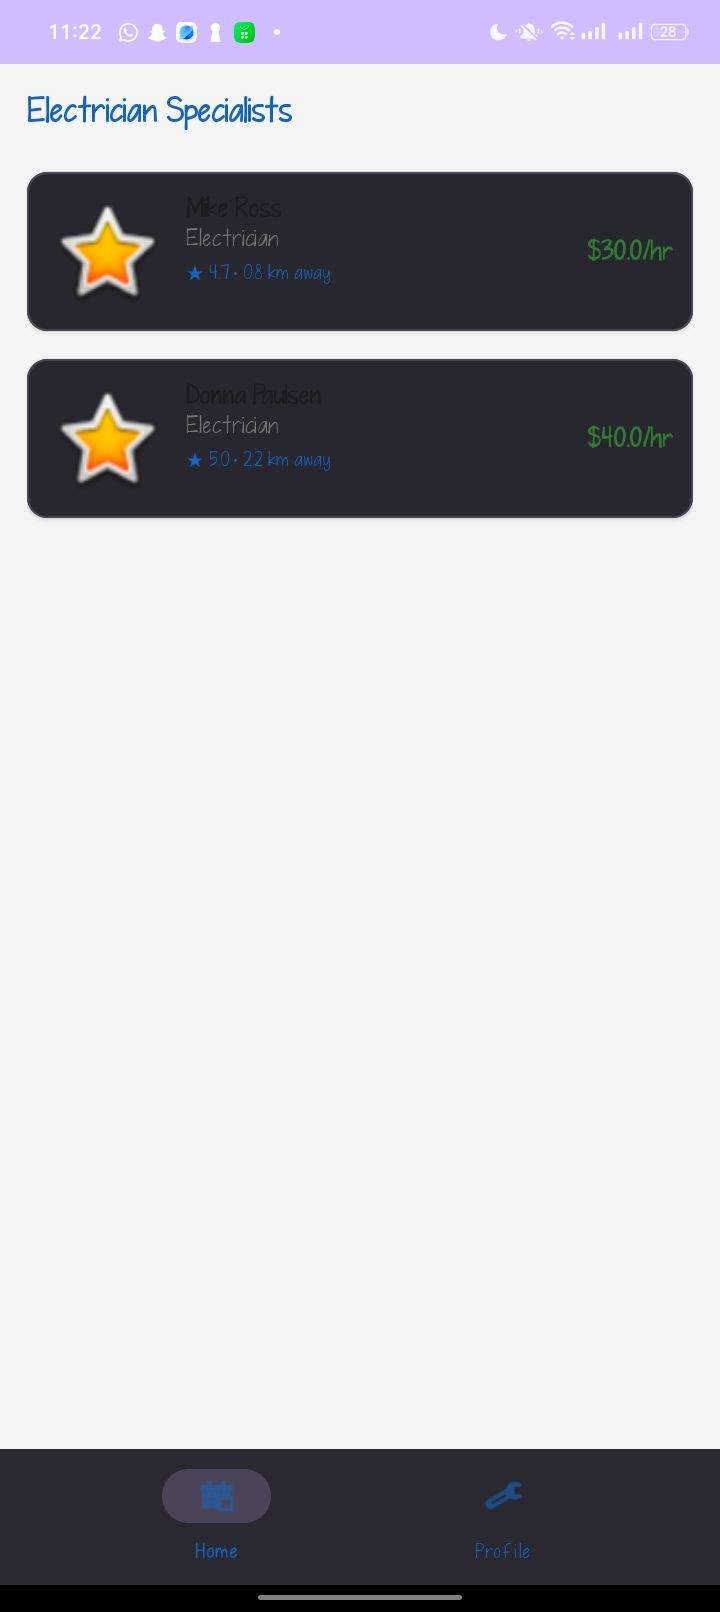 11:22
28
Electrician Specialists
Mike Ross
Electrician
★ 4.7 • 0.8 km away
$30.0/hr
Donna Paulsen
Electrician
★ 5.0 • 2.2 km away
$40.0/hr
Home
Profile